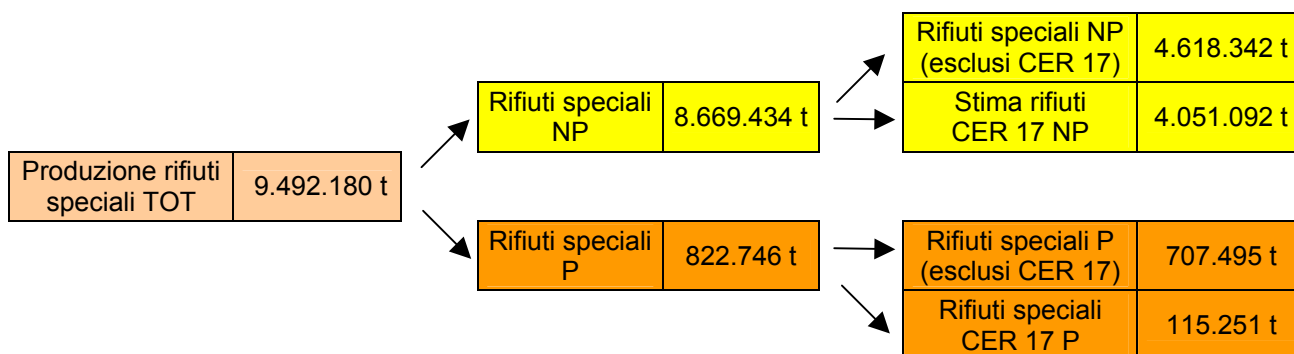 Rifiuti speciali NP
(esclusi CER 17)
4.618.342 t
Rifiuti speciali
NP
8.669.434 t
Stima rifiuti
CER 17 NP
4.051.092 t
Produzione rifiuti
speciali TOT
9.492.180 t
Rifiuti speciali
P
822.746 t
Rifiuti speciali P
(esclusi CER 17)
707.495 t
Rifiuti speciali
CER 17 P
115.251 t